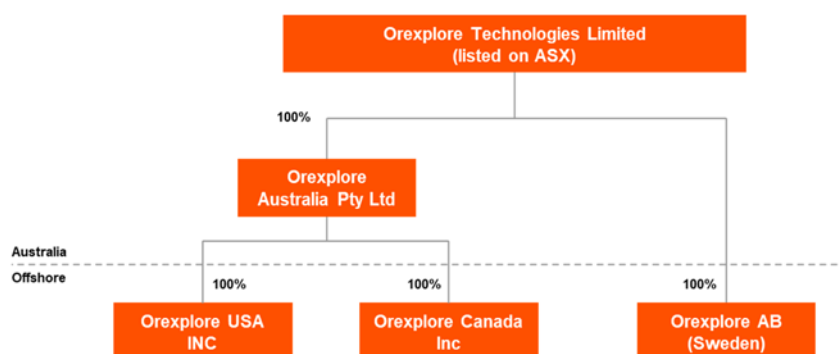 Orexplore Technologies Limited
(listed on ASX)
100%
Orexplore
Australia Pty Ltd
Australia
Offshore
100%
100%
100%
Orexplore USA
INC
Orexplore Canada
Inc
Orexplore AB
(Sweden)